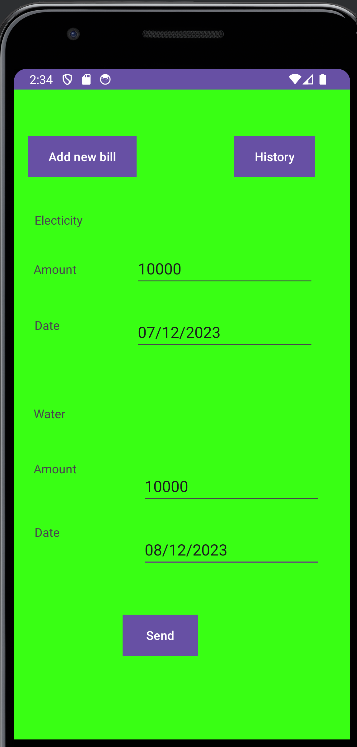 2:34
Add new bill
History
Electicity
Amount
10000
Date
07/12/2023
Water
Amount
10000
Date
08/12/2023
Send